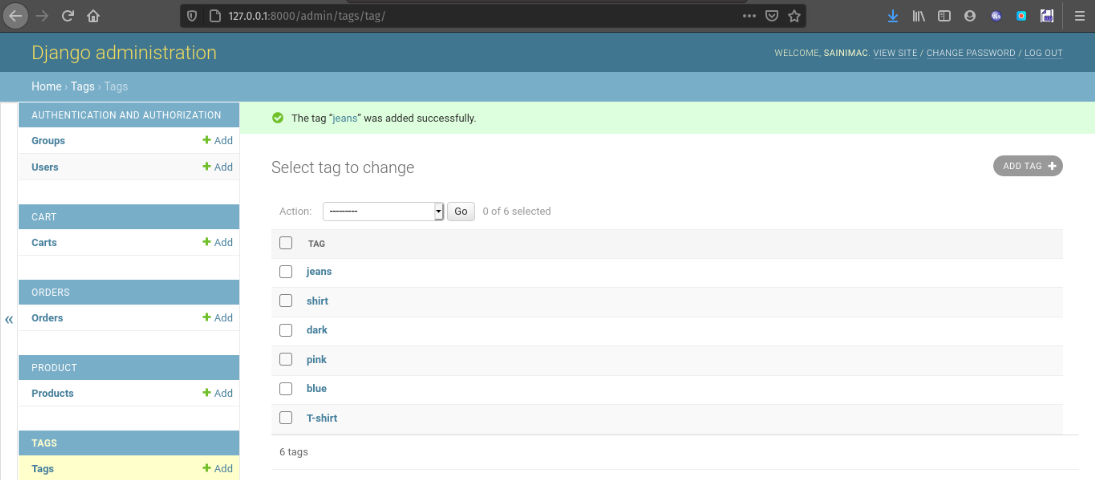 127.0.0.1:8000/admin/tags/tag/
Django administration
WELCOME, SAINIMAC. VIEW SITE / CHANGE PASSWORD / LOG OUT
Home › Tags › Tags
AUTHENTICATION AND AUTHORIZATION
Groups + Add
Users + Add
CART
Carts + Add
ORDERS
Orders + Add
PRODUCT
Products + Add
TAGS
Tags + Add
«
The tag “jeans” was added successfully.
Select tag to change
ADD TAG +
Action: --------- Go 0 of 6 selected
TAG
jeans
shirt
dark
pink
blue
T-shirt
6 tags